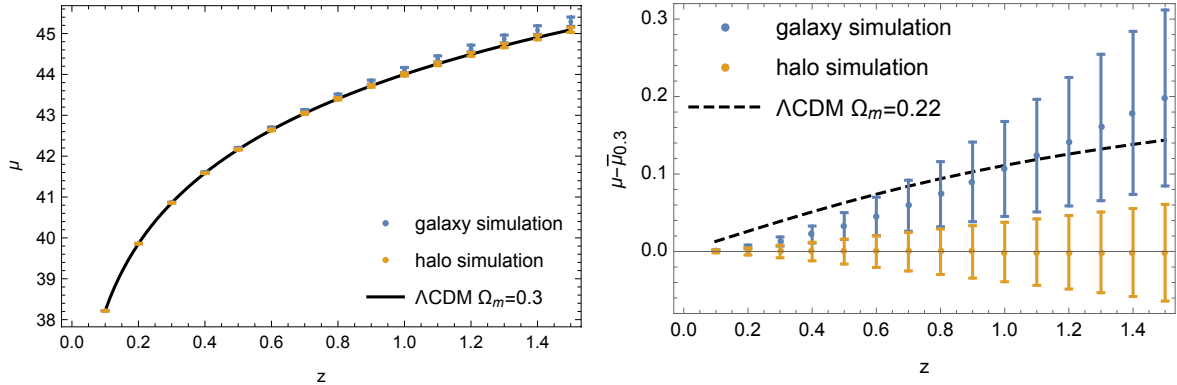 45
44
43
42
41
40
39
38
μ
galaxy simulation
halo simulation
ΛCDM Ωm=0.3
0.0 0.2 0.4 0.6 0.8 1.0 1.2 1.4
z
0.3
0.2
0.1
0.0
μ-μ̅0.3
galaxy simulation
halo simulation
ΛCDM Ωm=0.22
0.0 0.2 0.4 0.6 0.8 1.0 1.2 1.4
z